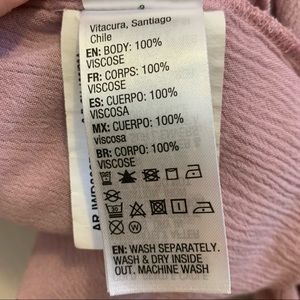 Vitacura, Santiago
Chile
EN: BODY: 100%
VISCOSE
FR: CORPS: 100%
VISCOSE
ES: CUERPO: 100%
VISCOSA
MX: CUERPO: 100%
viscosa
BR: CORPO: 100%
VISCOSE
EN: WASH SEPARATELY.
WASH & DRY INSIDE
OUT. MACHINE WASH